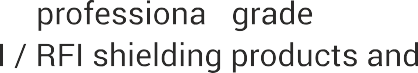 professiona grade
I / RFI shielding products and